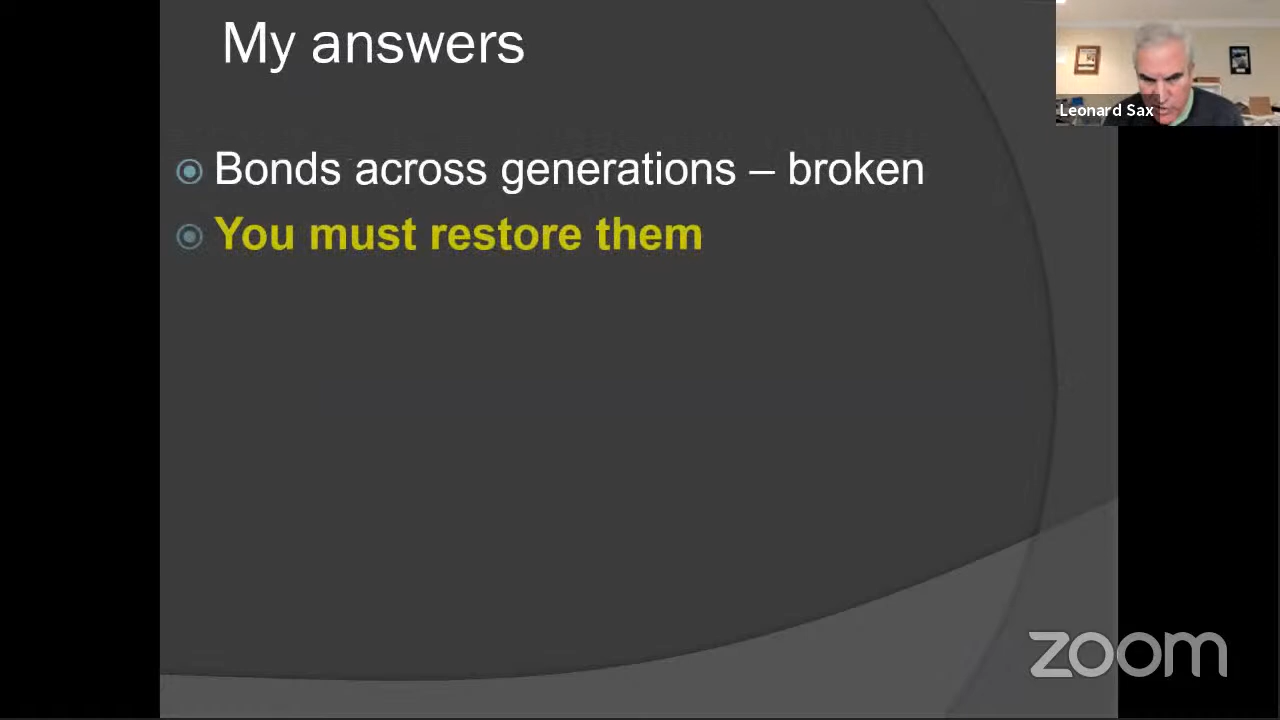 My answers
Leonard Sax
Bonds across generations – broken
You must restore them
zoom